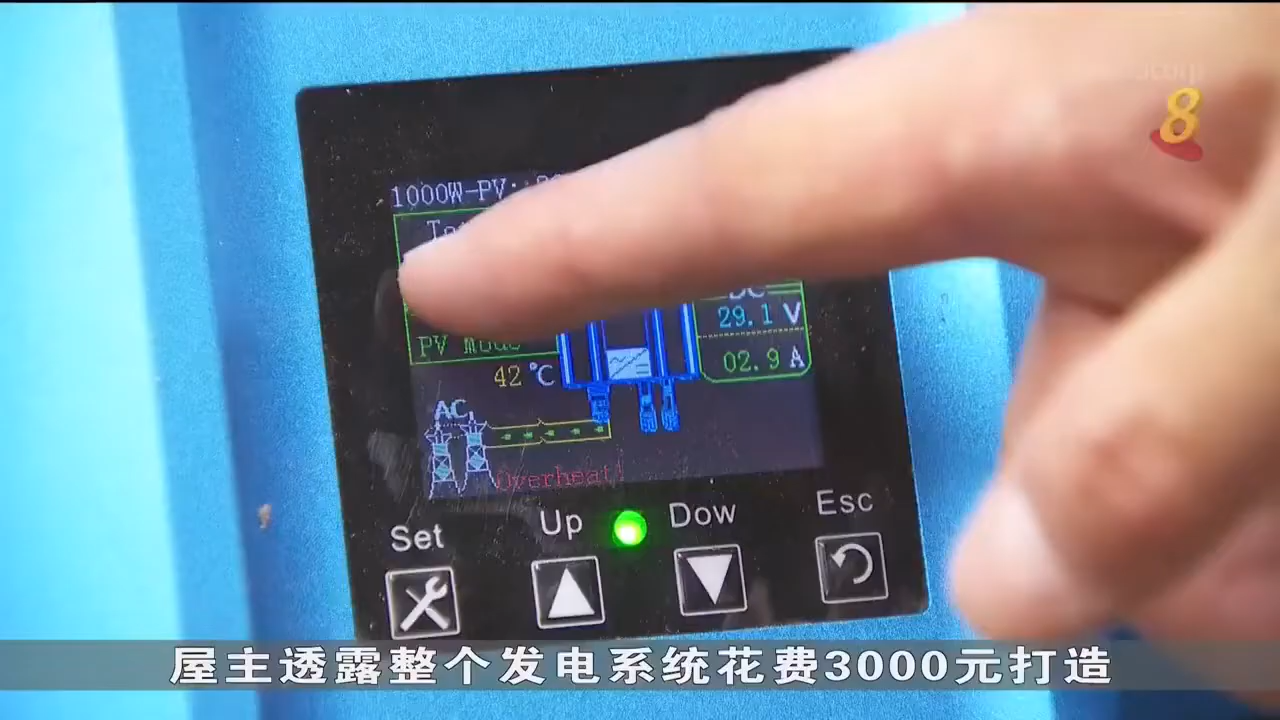 8
1000W-PV:
DC
29.1 V
PV Mode
02.9 A
42 ℃
AC
Overheat!
Set
Up
Dow
Esc
屋主透露整个发电系统花费3000元打造